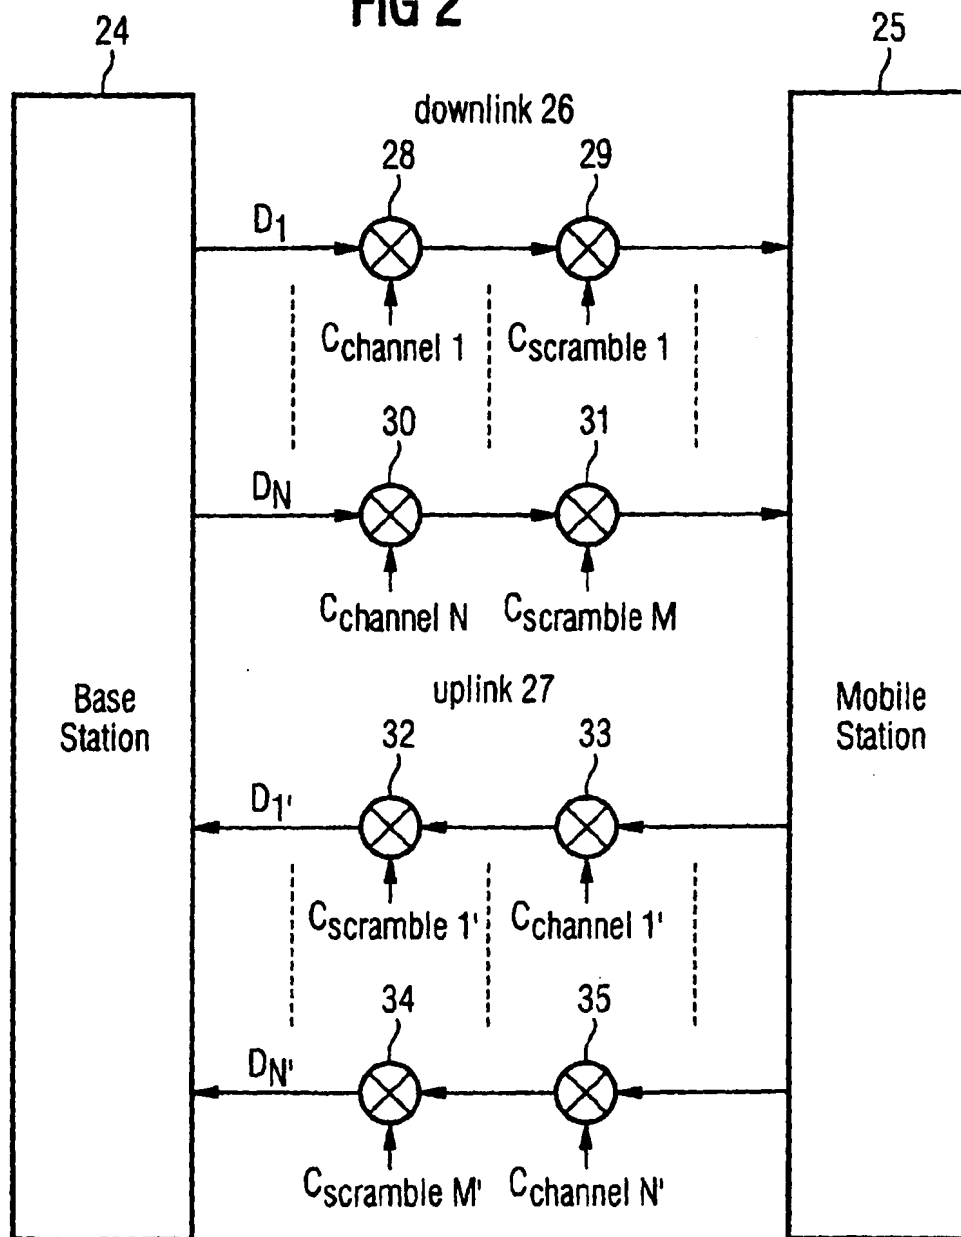 FIG 2
24
25
downlink 26
28
29
D1
Cchannel 1
Cscramble 1
30
31
DN
Cchannel N
Cscramble M
uplink 27
Base
Station
Mobile
Station
32
33
D1'
Cscramble 1'
Cchannel 1'
34
35
DN'
Cscramble M'
Cchannel N'